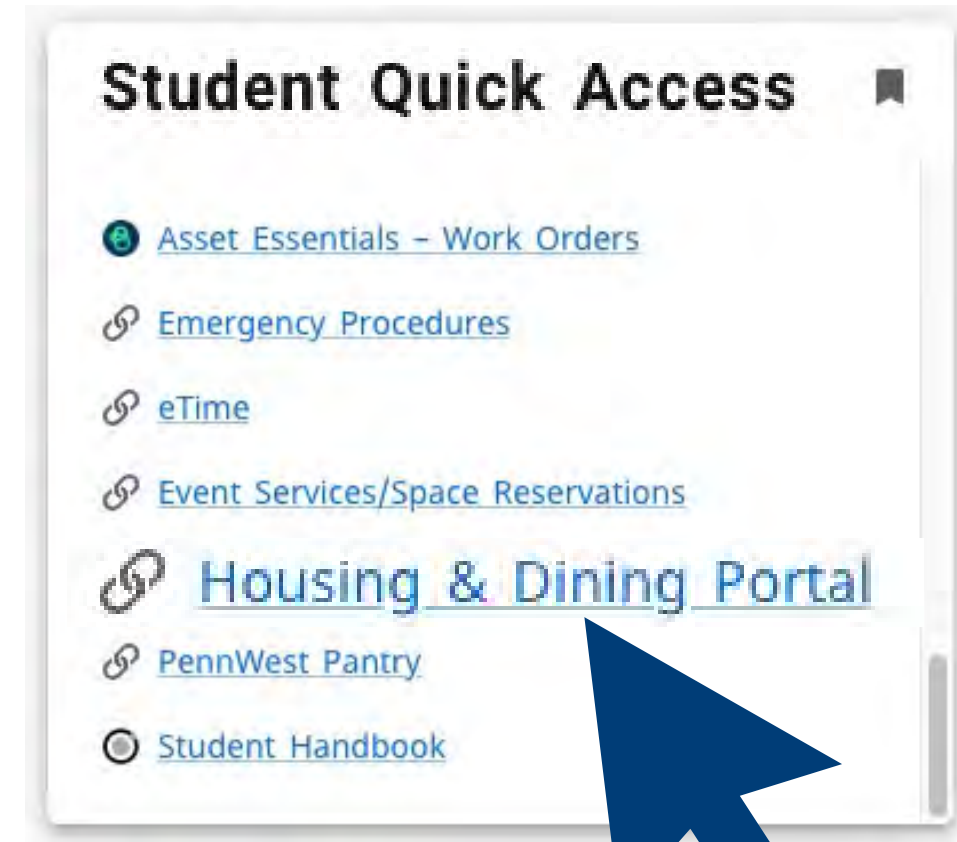 Student Quick Access
Asset Essentials – Work Orders
Emergency Procedures
eTime
Event Services/Space Reservations
Housing & Dining Portal
PennWest Pantry
Student Handbook